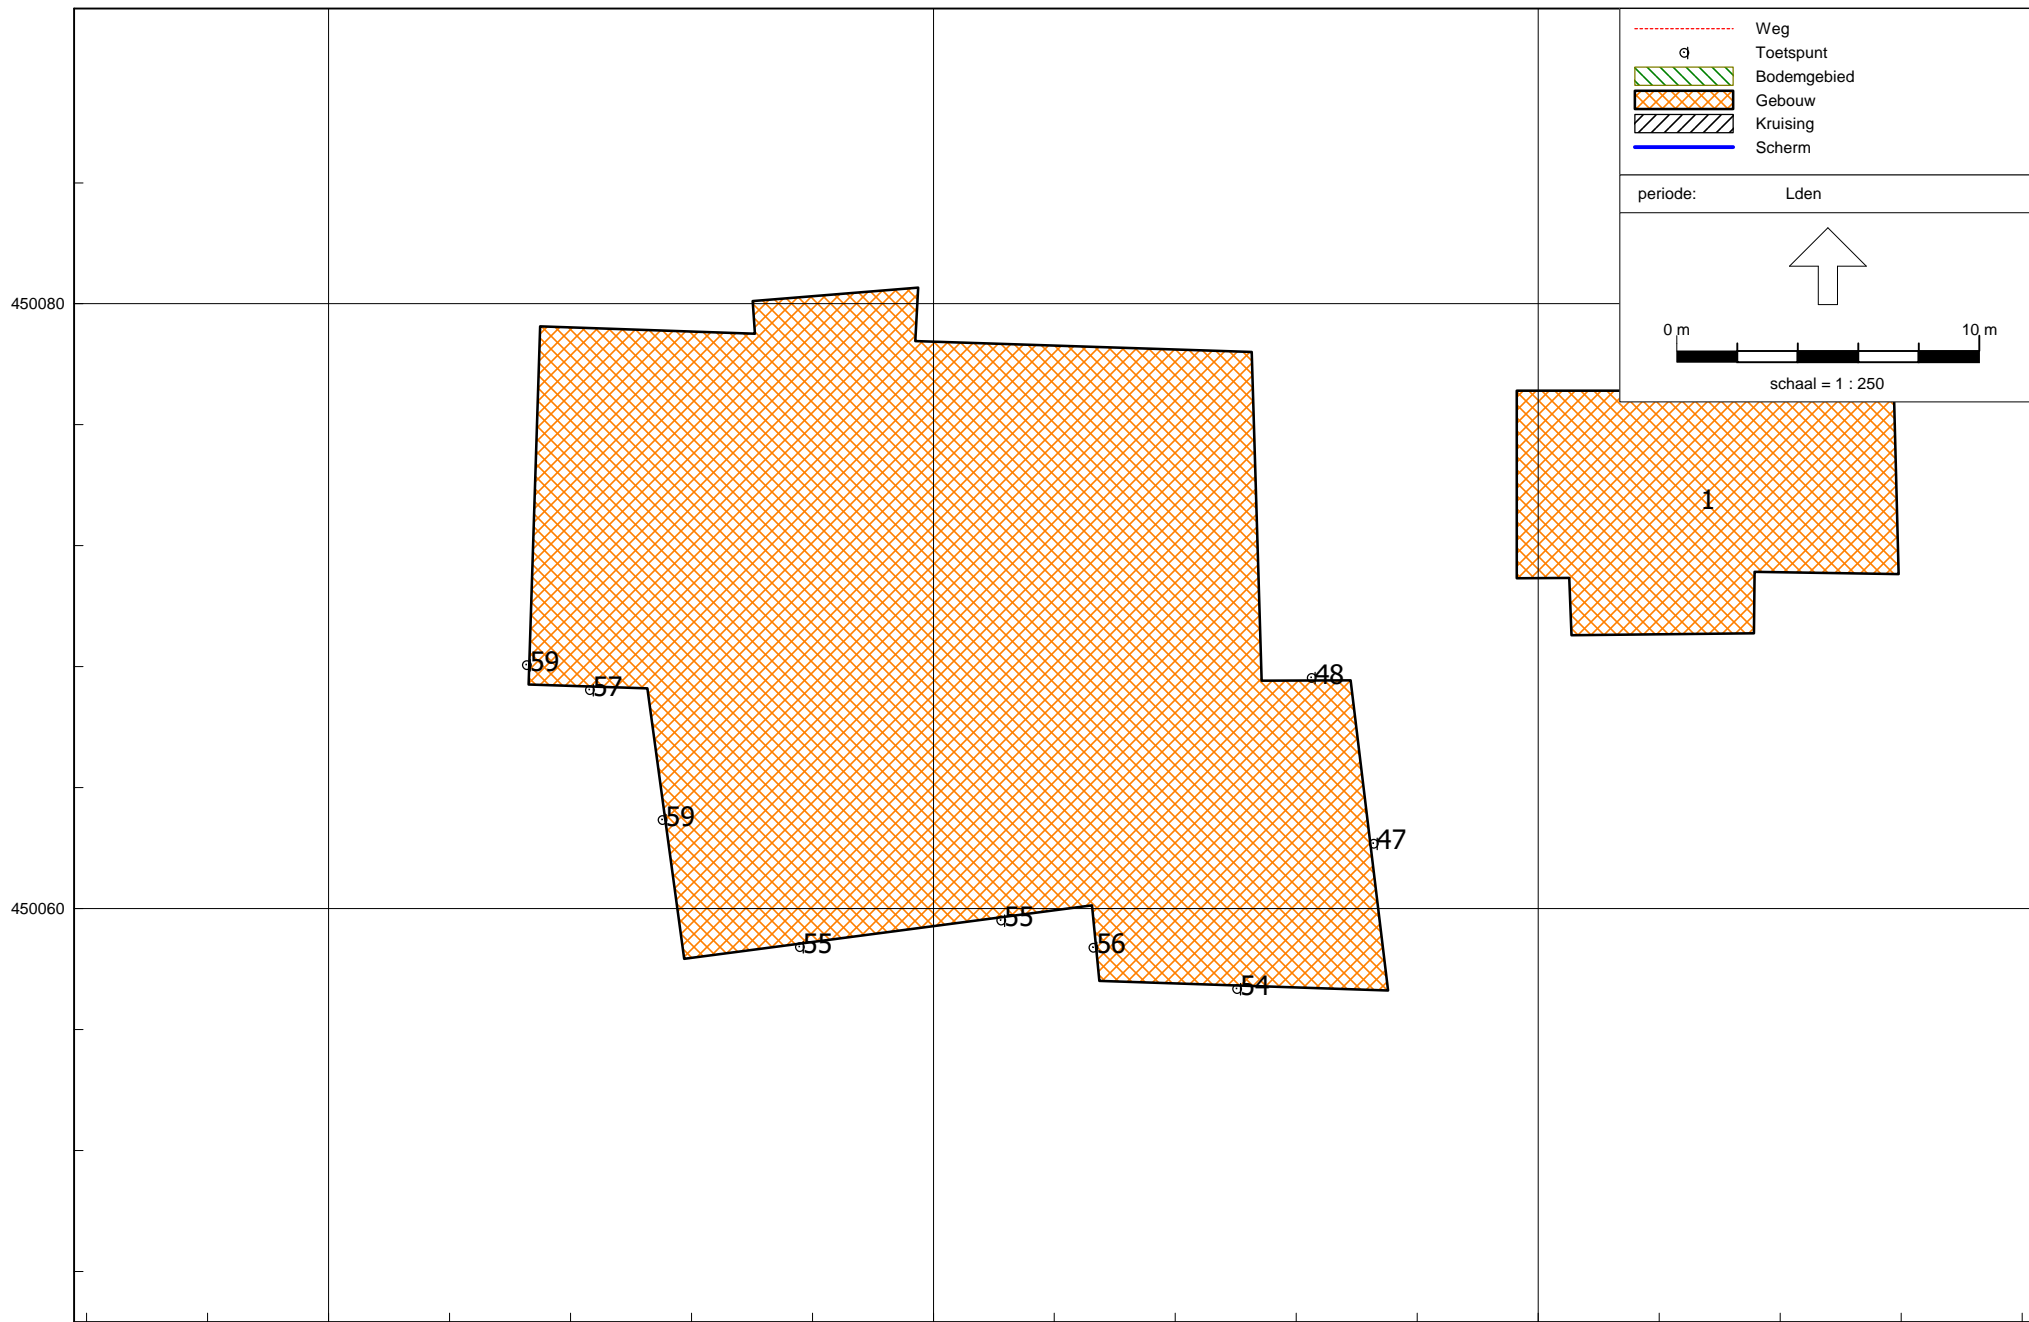 Weg
Toetspunt
Bodemgebied
Gebouw
Kruising
Scherm
periode: Lden
0 m 10 m
schaal = 1 : 250
450080
1
59
57
48
59
47
450060
55
55
56
54